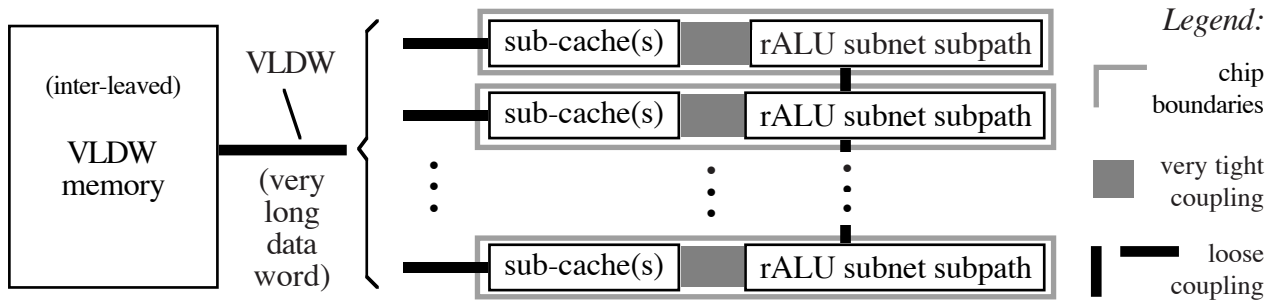 (inter-leaved)
VLDW
memory
VLDW
(very
long
data
word)
sub-cache(s)
rALU subnet subpath
sub-cache(s)
rALU subnet subpath
sub-cache(s)
rALU subnet subpath
Legend:
chip
boundaries
very tight
coupling
loose
coupling